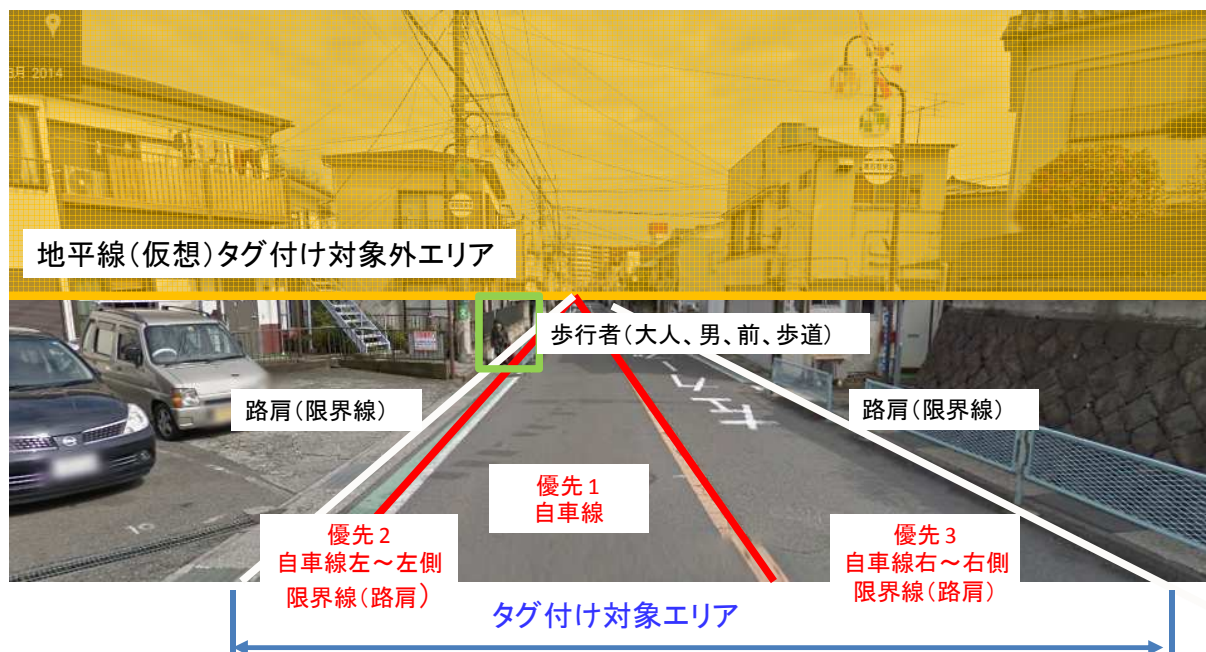 月 2014
地平線（仮想）タグ付け対象外エリア
歩行者（大人、男、前、歩道）
路肩（限界線）
路肩（限界線）
優先1
自車線
優先2
自車線左～左側
限界線（路肩）
優先3
自車線右～右側
限界線（路肩）
タグ付け対象エリア